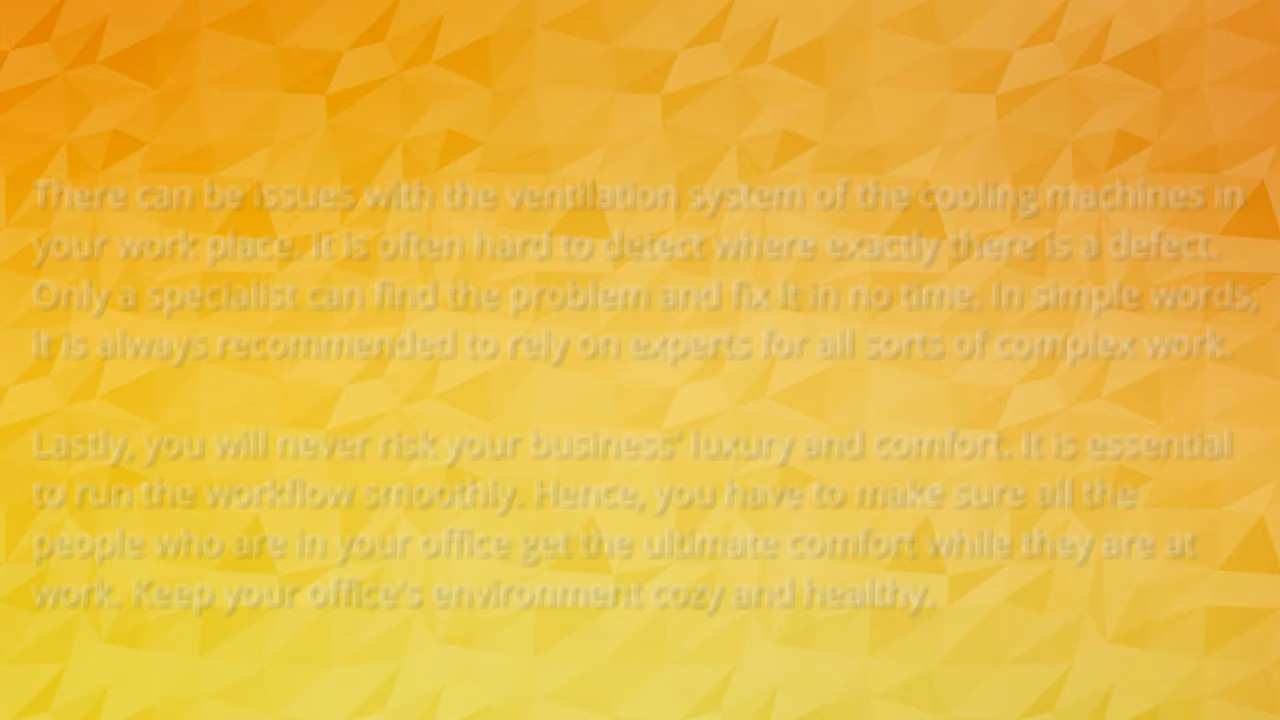 There can be issues with the ventilation system of the cooling machines in
your work place. It is often hard to detect where exactly there is a defect.
Only a specialist can find the problem and fix it in no time. In simple words,
it is always recommended to rely on experts for all sorts of complex work.
Lastly, you will never risk your business' luxury and comfort. It is essential
to run the workflow smoothly. Hence, you have to make sure all the
people who are in your office get the ultimate comfort while they are at
work. Keep your office's environment cozy and healthy.